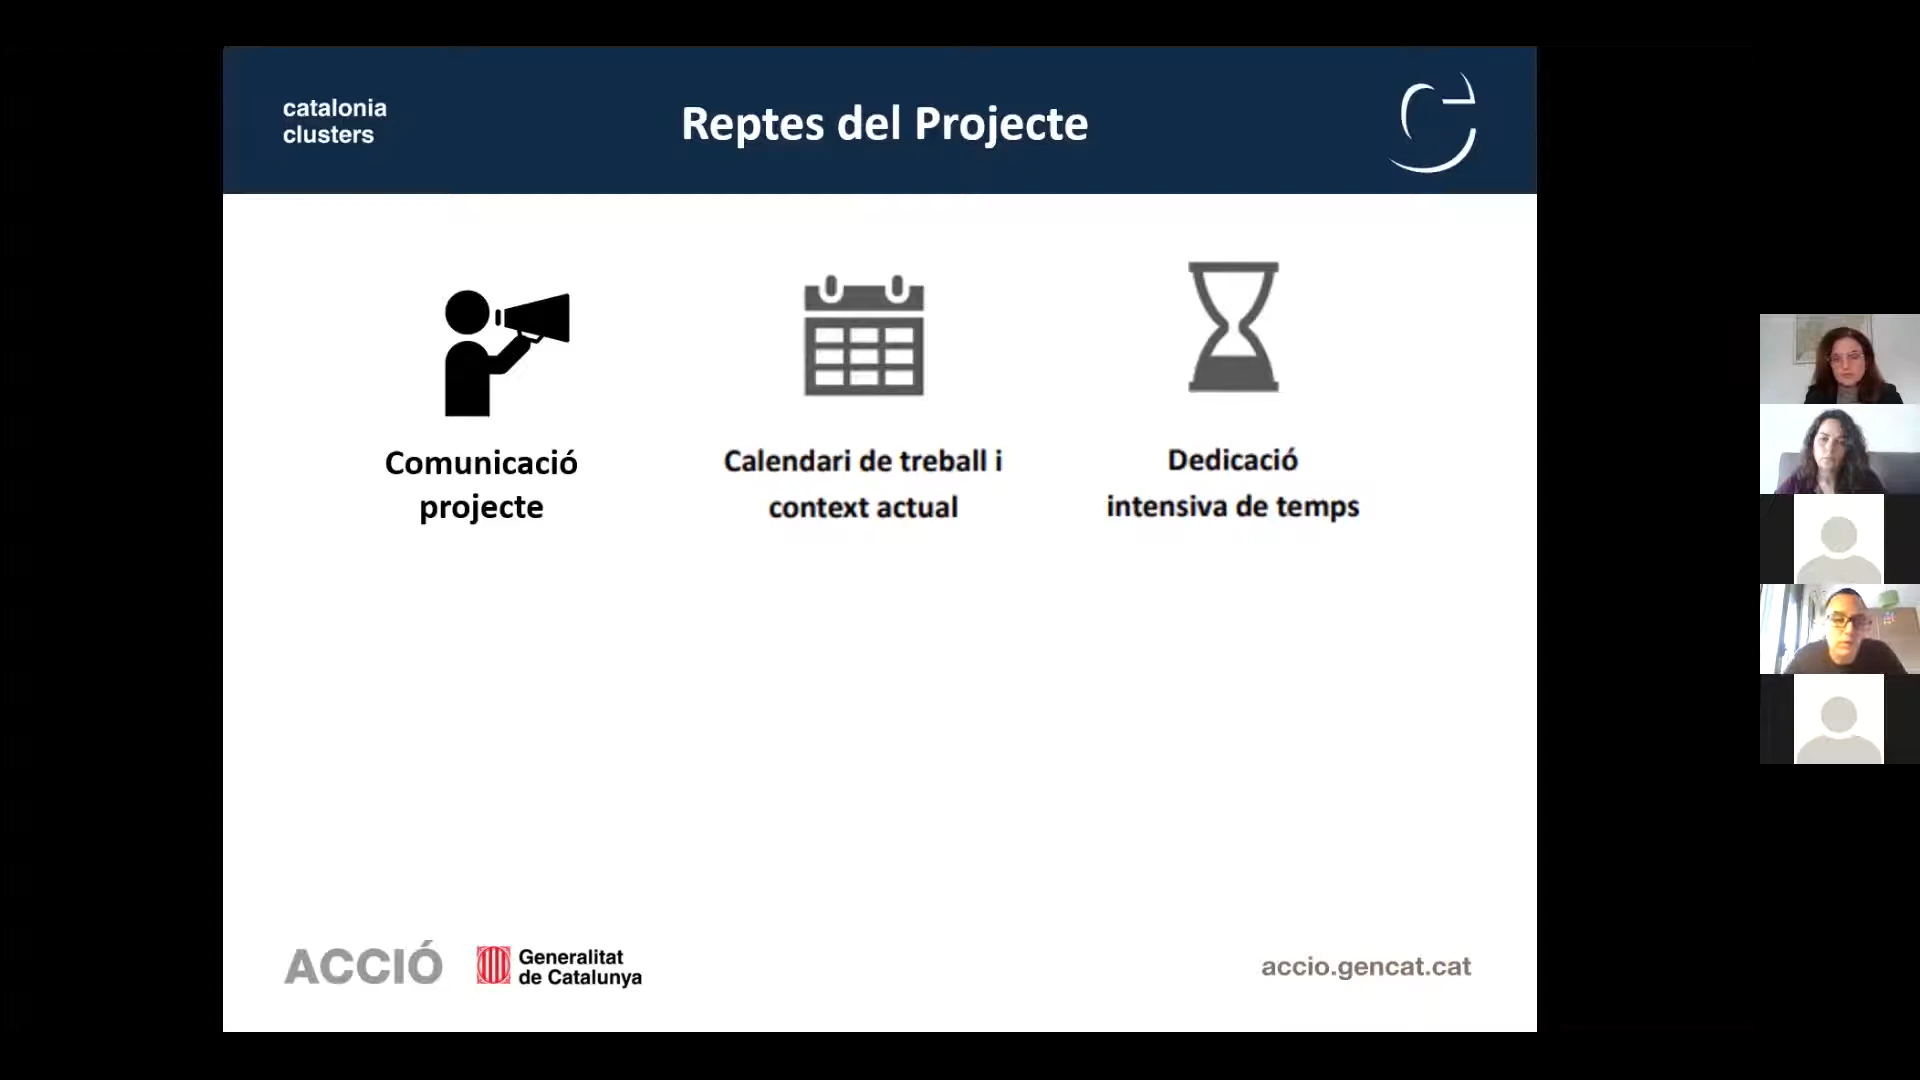 catalonia
clusters
Reptes del Projecte
Comunicació
projecte
Calendari de treball i
context actual
Dedicació
intensiva de temps
ACCIÓ
Generalitat
de Catalunya
accio.gencat.cat